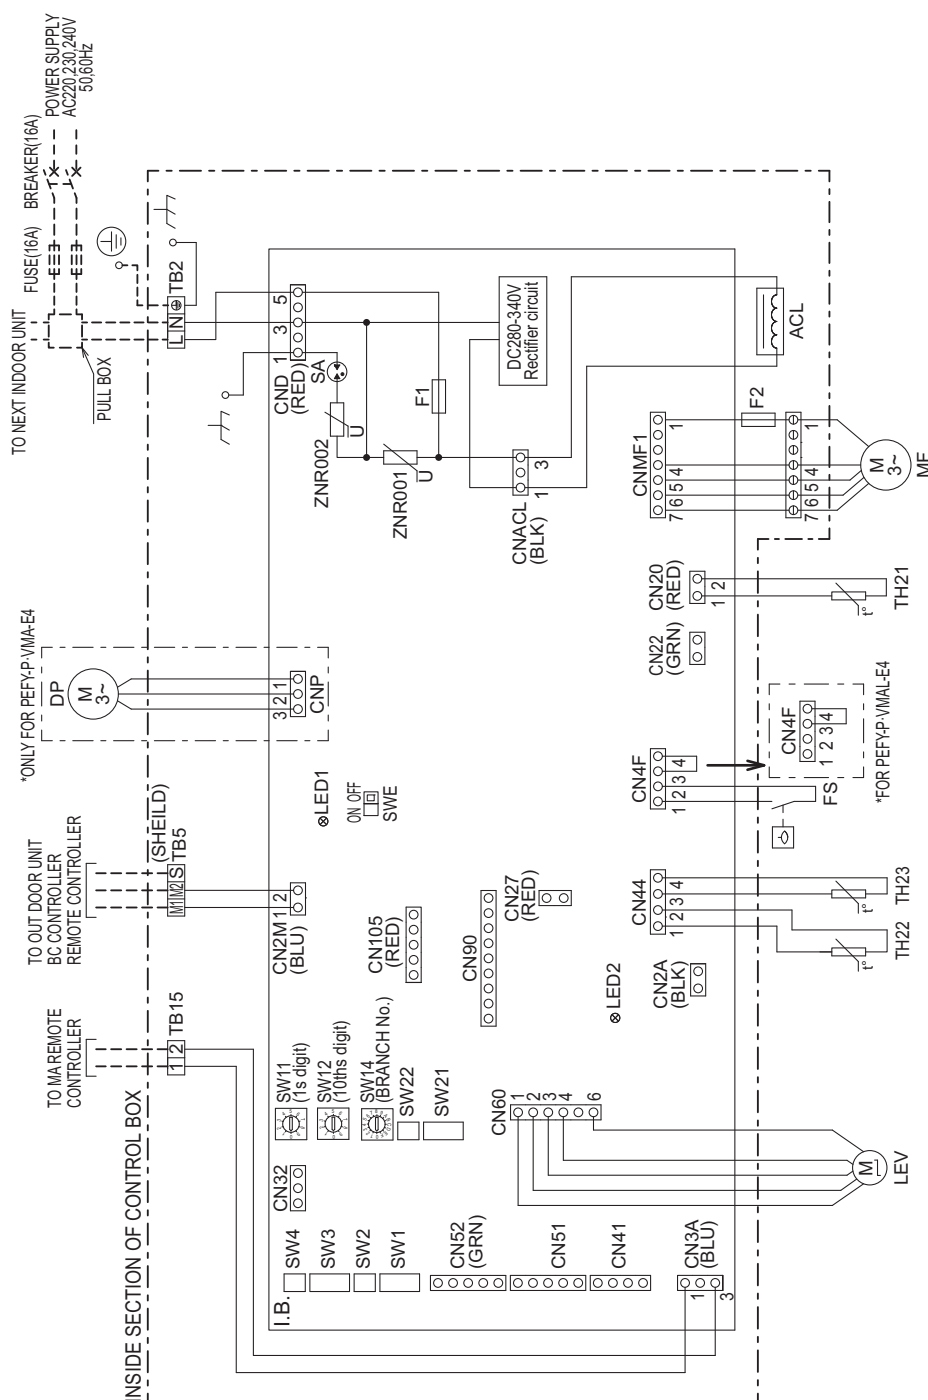 INSIDE SECTION OF CONTROL BOX
TO MA REMOTE
CONTROLLER
1 2
TB15
TO OUT DOOR UNIT
BC CONTROLLER
REMOTE CONTROLLER
M1 M2 S
(SHEILD)
TB5
*ONLY FOR PEFY-P·VMA-E4
DP
M
3~
3 2 1
CNP
TO NEXT INDOOR UNIT
PULL BOX
FUSE(16A)
BREAKER(16A)
POWER SUPPLY
AC220,230,240V
50,60Hz
L N
TB2
I.B.
SW4
SW3
SW2
SW1
CN32
SW11
(1s digit)
SW12
(10ths digit)
SW14
(BRANCH No.)
SW22
SW21
CN2M
(BLU)
1 2
CN105
(RED)
CN90
CN27
(RED)
LED1
ON OFF
SWE
CND
(RED)
1 3 5
SA
ZNR002
U
ZNR001
U
F1
DC280-340V
Rectifier circuit
CNACL
(BLK)
1 3
ACL
CN52
(GRN)
CN51
CN41
CN3A
(BLU)
1
3
CN60
1
2
3
4
6
M
LEV
LED2
CN2A
(BLK)
CN44
1 2 3 4
t°
TH22
t°
TH23
CN4F
1 2 3 4
FS
CN4F
1 2 3 4
*FOR PEFY-P·VMAL-E4
CN22
(GRN)
CN20
(RED)
1 2
t°
TH21
CNMF1
7 6 5 4 1
F2
7 6 5 4 1
M
3~
MF